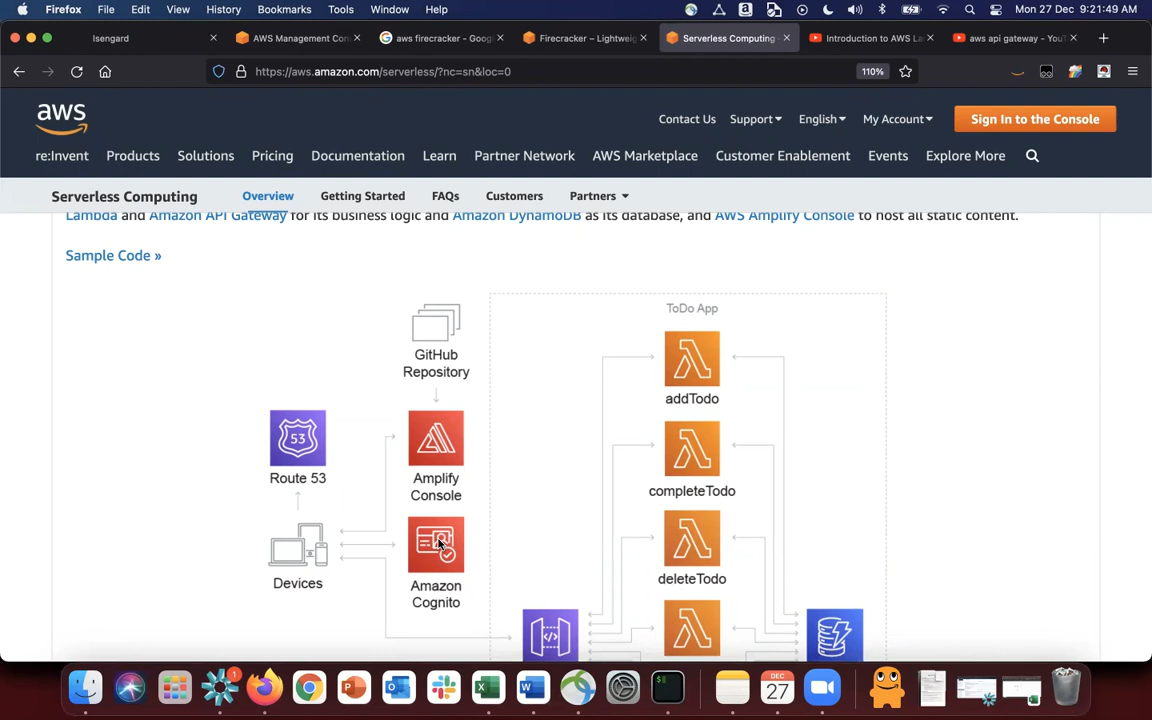 Firefox File Edit View History Bookmarks Tools Window Help Mon 27 Dec 9:21:49 AM
Isengard AWS Management Con aws firecracker - Goog Firecracker – Lightweig Serverless Computing - Introduction to AWS La aws api gateway - YouT
https://aws.amazon.com/serverless/?nc=sn&loc=0 110%
aws
Contact Us Support English My Account Sign In to the Console
re:Invent Products Solutions Pricing Documentation Learn Partner Network AWS Marketplace Customer Enablement Events Explore More
Serverless Computing Overview Getting Started FAQs Customers Partners
Lambda and Amazon API Gateway for its business logic and Amazon DynamoDB as its database, and AWS Amplify Console to host all static content.
Sample Code »
ToDo App
GitHub
Repository
addTodo
53
Route 53
Amplify
Console
completeTodo
Devices
Amazon
Cognito
deleteTodo
1
DEC
27